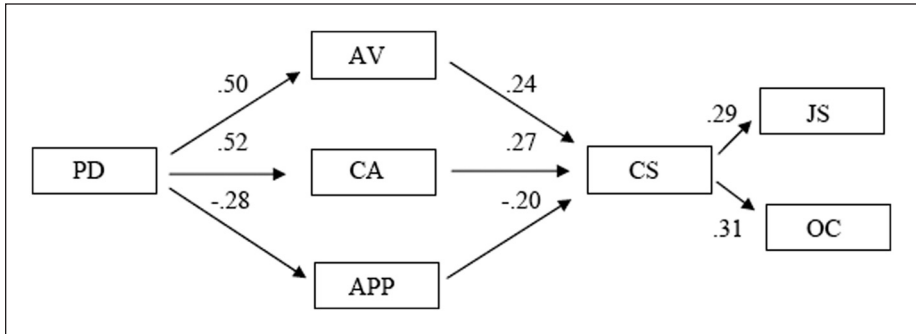 AV
.50
.24
.29
JS
.52
.27
PD
CA
CS
-.28
-.20
.31
OC
APP